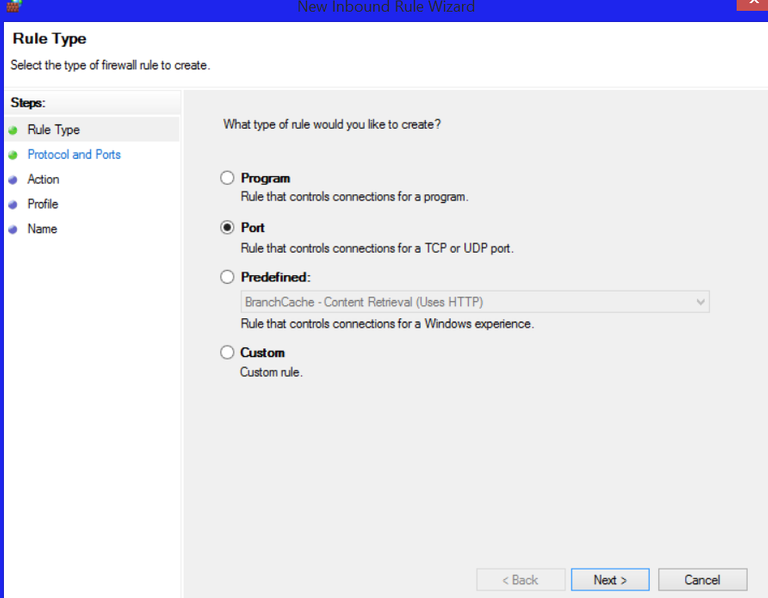 New Inbound Rule Wizard
Rule Type
Select the type of firewall rule to create.
Steps:
Rule Type
Protocol and Ports
Action
Profile
Name
What type of rule would you like to create?
Program
Rule that controls connections for a program.
Port
Rule that controls connections for a TCP or UDP port.
Predefined:
BranchCache - Content Retrieval (Uses HTTP)
Rule that controls connections for a Windows experience.
Custom
Custom rule.
< Back
Next >
Cancel